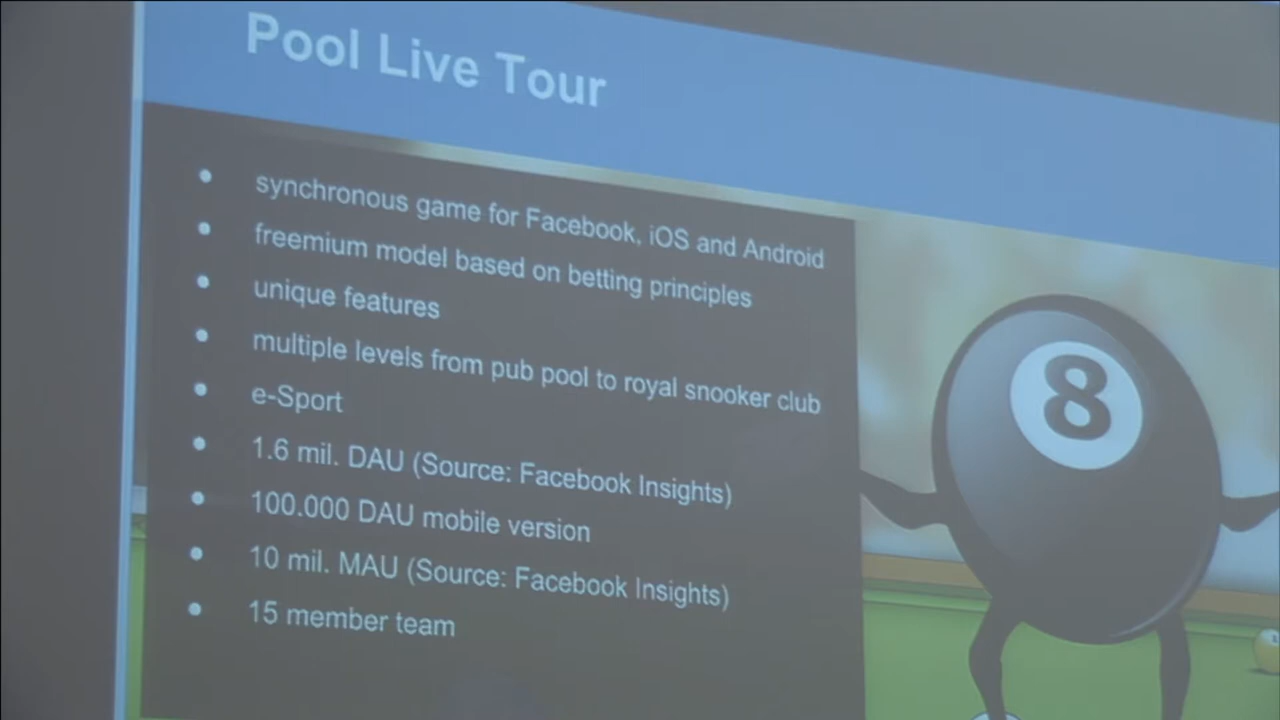 Pool Live Tour
synchronous game for Facebook, iOS and Android
freemium model based on betting principles
unique features
multiple levels from pub pool to royal snooker club
e-Sport
1.6 mil. DAU (Source: Facebook Insights)
100.000 DAU mobile version
10 mil. MAU (Source: Facebook Insights)
15 member team
8